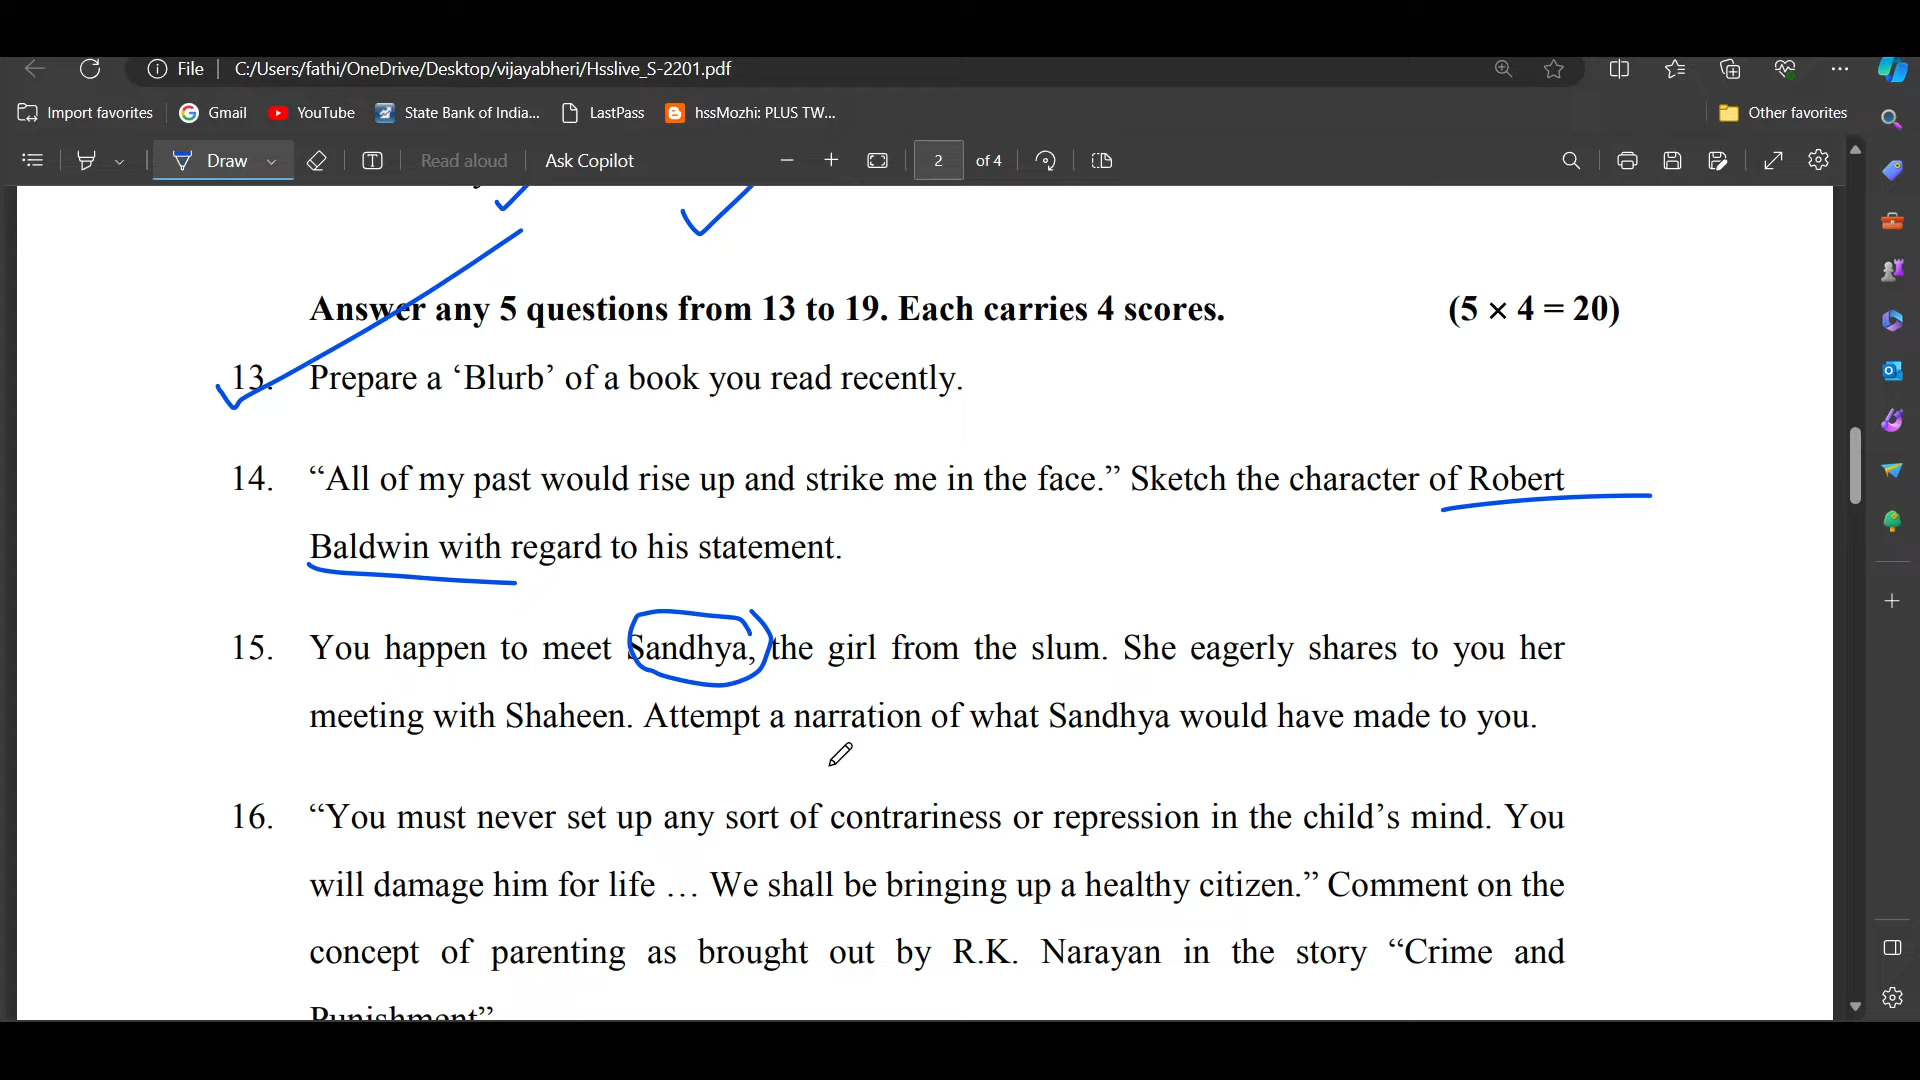 File
C:/Users/fathi/OneDrive/Desktop/vijayabheri/Hsslive_S-2201.pdf
Import favorites
Gmail
YouTube
State Bank of India...
LastPass
hssMozhi: PLUS TW...
Other favorites
Draw
Read aloud
Ask Copilot
2 of 4
Answer any 5 questions from 13 to 19. Each carries 4 scores. (5 × 4 = 20)
13. Prepare a ‘Blurb’ of a book you read recently.
14. “All of my past would rise up and strike me in the face.” Sketch the character of Robert
Baldwin with regard to his statement.
15. You happen to meet Sandhya, the girl from the slum. She eagerly shares to you her
meeting with Shaheen. Attempt a narration of what Sandhya would have made to you.
16. “You must never set up any sort of contrariness or repression in the child’s mind. You
will damage him for life … We shall be bringing up a healthy citizen.” Comment on the
concept of parenting as brought out by R.K. Narayan in the story “Crime and
Punishment”